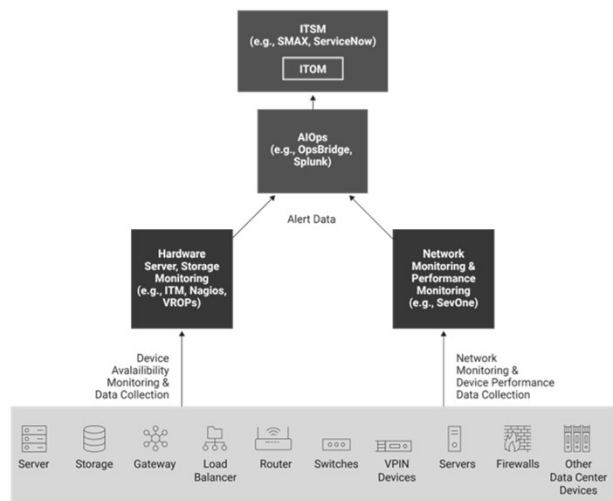 ITSM
(e.g., SMAX, ServiceNow)
ITOM
AIOps
(e.g., OpsBridge,
Splunk)
Alert Data
Hardware
Server, Storage
Monitoring
(e.g., ITM, Nagios,
VROPs)
Network
Monitoring &
Performance
Monitoring
(e.g., SevOne)
Device
Avalaiibility
Monitoring &
Data Collection
Network
Monitoring &
Device Performance
Data Collection
Server
Storage
Gateway
Load
Balancer
Router
Switches
VPIN
Devices
Servers
Firewalls
Other
Data Center
Devices